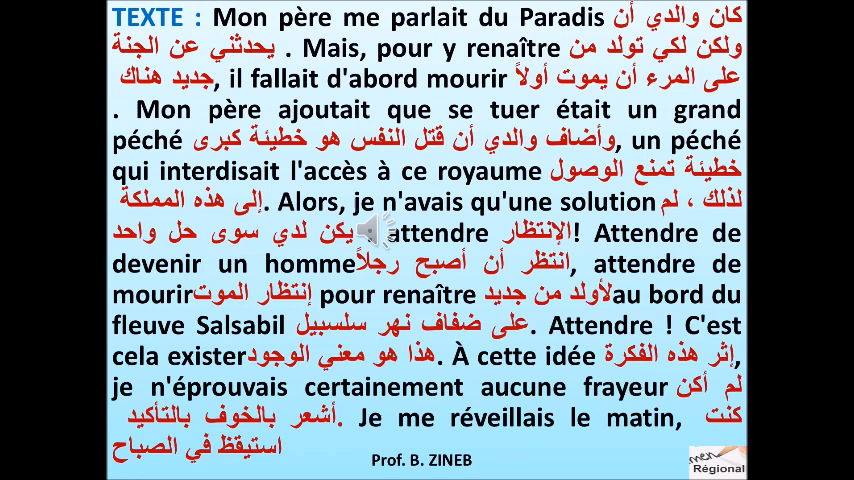 TEXTE : Mon père me parlait du Paradis كان والدي أن
يحدثني عن الجنة . Mais, pour y renaître ولكن لكي تولد من
جديد هناك, il fallait d'abord mourir على المرء أن يموت أولاً
. Mon père ajoutait que se tuer était un grand
péché وأضاف والدي أن قتل النفس هو خطيئة كبرى, un péché
qui interdisait l'accès à ce royaume خطيئة تمنع الوصول
إلى هذه المملكة. Alors, je n'avais qu'une solution لذلك ، لم
يكن لدي سوى حل واحد : attendre الإنتظار! Attendre de
devenir un homme انتظر أن أصبح رجلاً, attendre de
mourir إنتظار الموت pour renaître لأولد من جديد au bord du
fleuve Salsabil على ضفاف نهر سلسبيل. Attendre ! C'est
cela exister هذا هو معني الوجود. À cette idée إثر هذه الفكرة,
je n'éprouvais certainement aucune frayeur لم أكن
أشعر بالخوف بالتأكيد. Je me réveillais le matin, كنت
استيقظ في الصباح
Prof. B. ZINEB
men
Régional